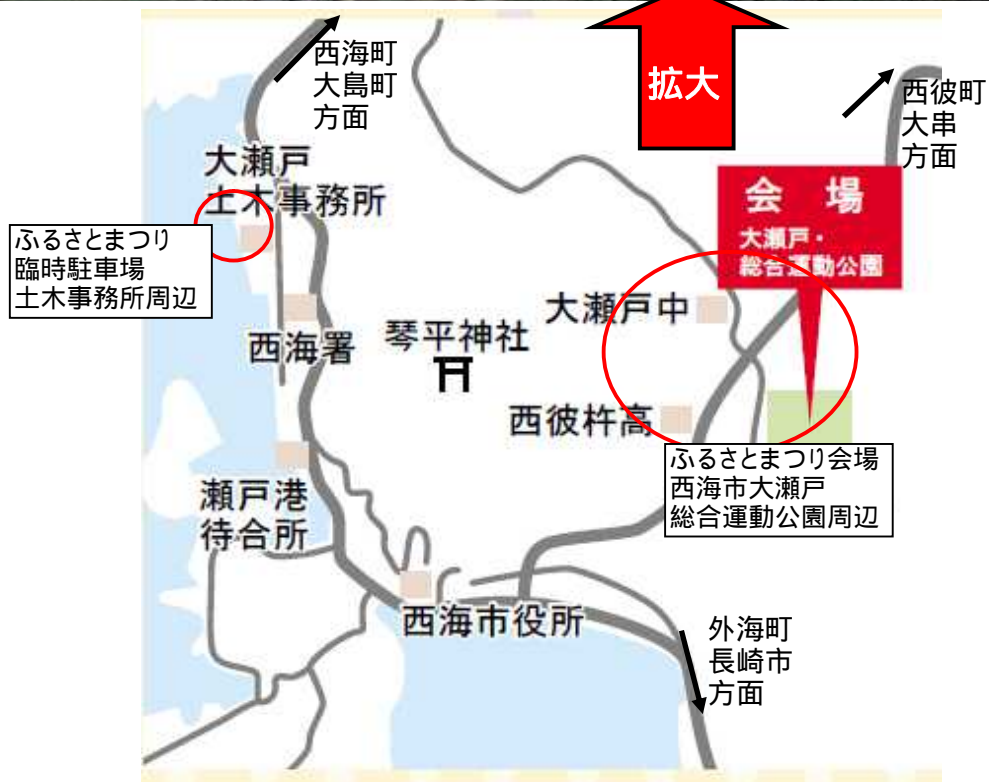 拡大
西海町
大島町
方面
西彼町
大串
方面
大瀬戸
土木事務所
会 場
大瀬戸・
総合運動公園
ふるさとまつり
臨時駐車場
土木事務所周辺
大瀬戸中
西海署
琴平神社
西彼杵高
ふるさとまつり会場
西海市大瀬戸
総合運動公園周辺
瀬戸港
待合所
西海市役所
外海町
長崎市
方面